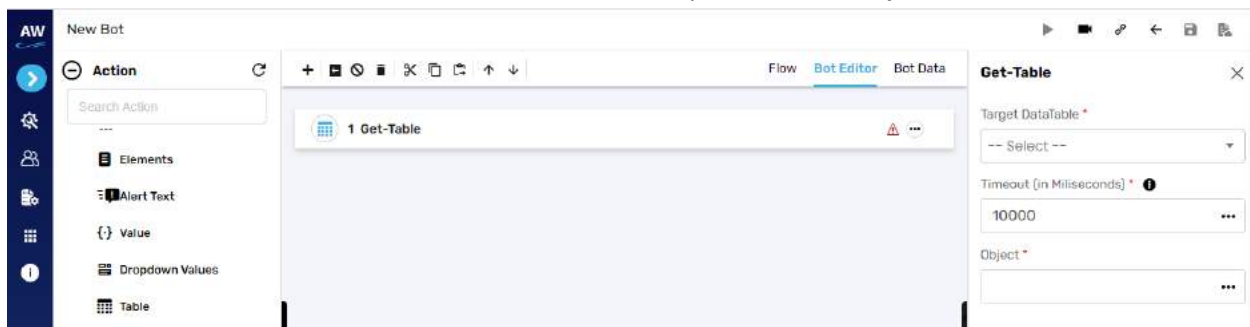 AW
New Bot
Action
Search Action
Elements
Alert Text
{·} Value
Dropdown Values
Table
Flow
Bot Editor
Bot Data
1 Get-Table
Get-Table
Target DataTable *
-- Select --
Timeout (in Miliseconds) *
10000
Object *